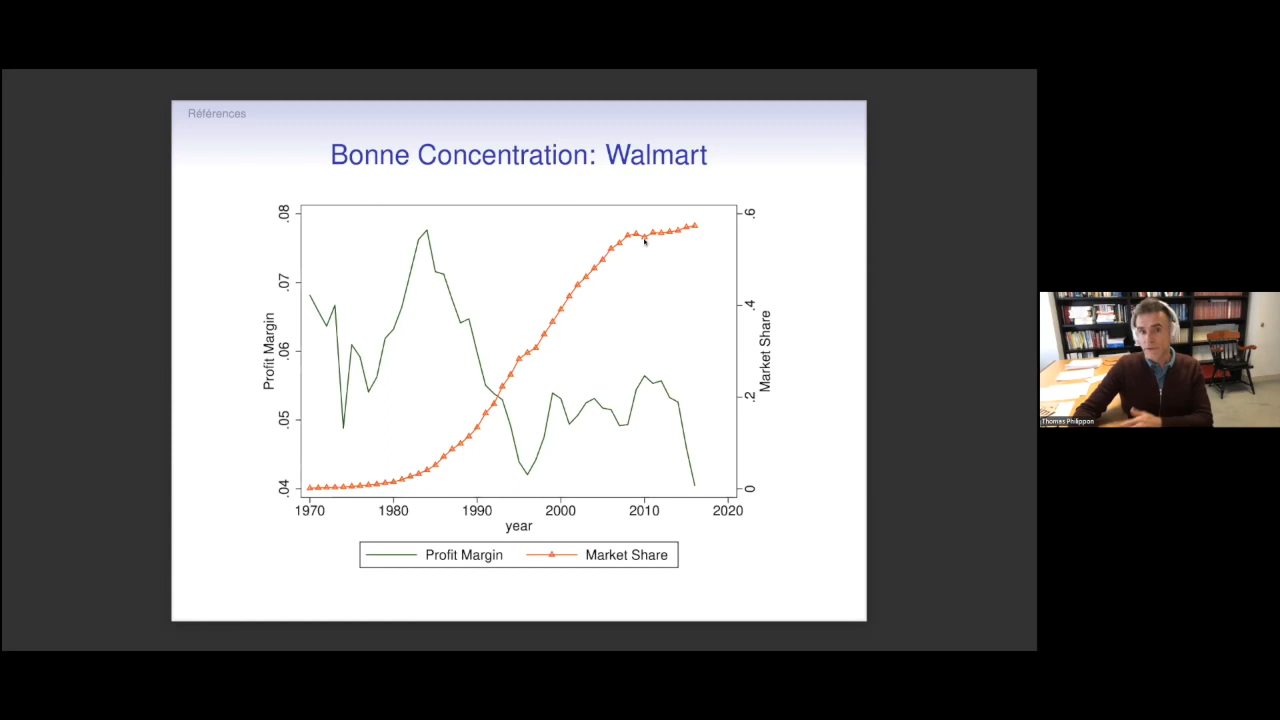 Références
Bonne Concentration: Walmart
.08
.07
.06
.05
.04
Profit Margin
.6
.4
.2
0
Market Share
1970 1980 1990 2000 2010 2020
year
Profit Margin Market Share
Thomas Philippon